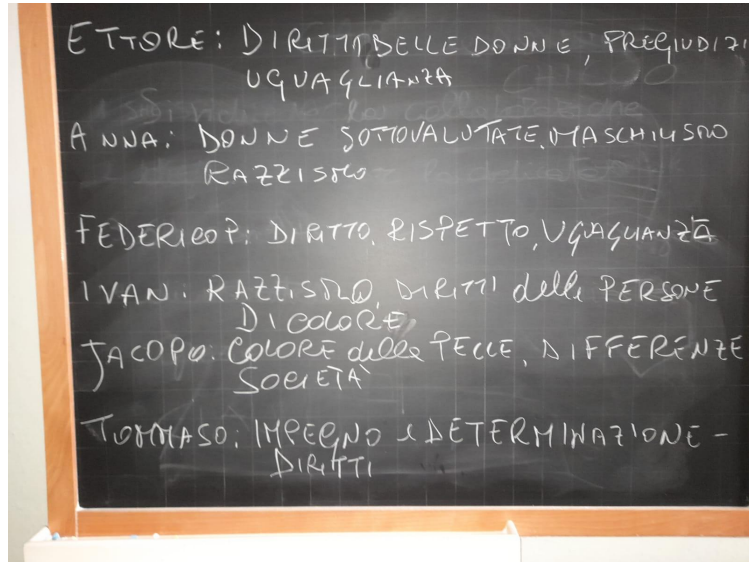 ETTORE: DIRITTI DELLE DONNE, PREGIUDIZI
UGUAGLIANZA
ANNA: DONNE SOTTOVALUTATE, MASCHILISMO
RAZZISMO
FEDERICO P: DIRITTO, RISPETTO, UGUAGLIANZA
IVAN: RAZZISMO, DIRITTI delle PERSONE
DI COLORE
JACOPO: COLORE della PELLE, DIFFERENZE
SOCIETÀ
TOMMASO: IMPEGNO e DETERMINAZIONE -
DIRITTI